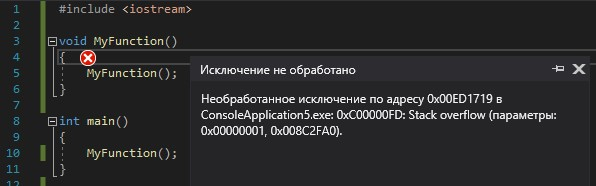 1 #include <iostream>
2
3 void MyFunction()
4 {
5 MyFunction();
6 }
7
8 int main()
9 {
10 MyFunction();
11 }
12
Исключение не обработано
Необработанное исключение по адресу 0x00ED1719 в
ConsoleApplication5.exe: 0xC00000FD: Stack overflow (параметры:
0x00000001, 0x008C2FA0).